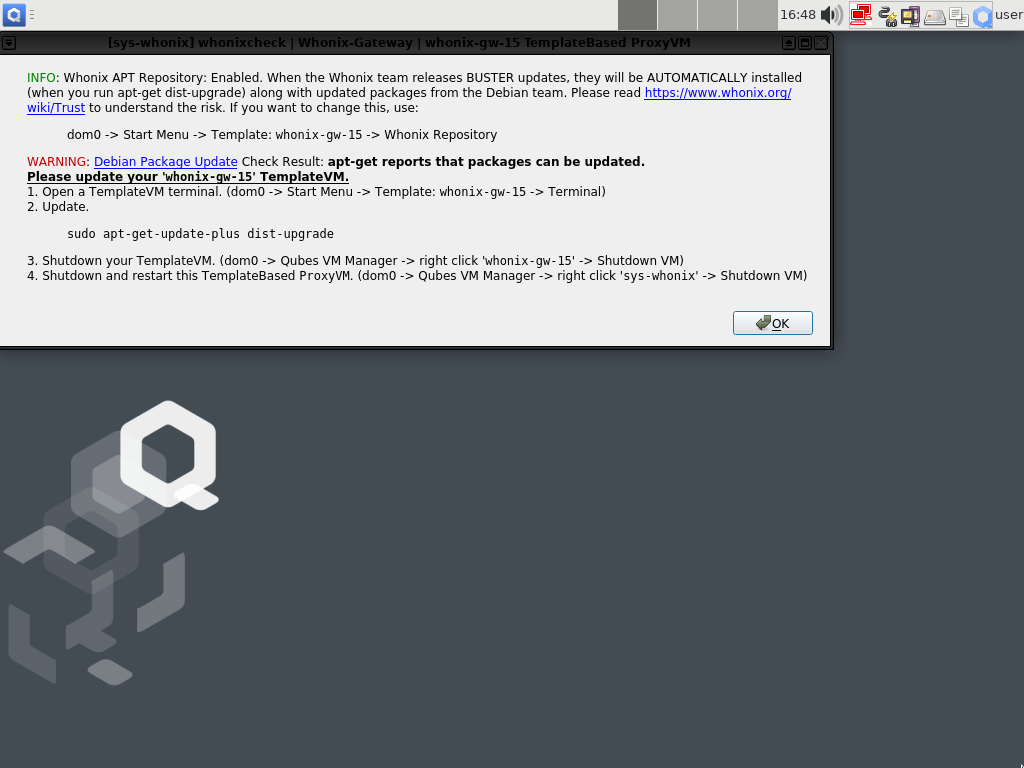 16:48
user
[sys-whonix] whonixcheck | Whonix-Gateway | whonix-gw-15 TemplateBased ProxyVM
INFO: Whonix APT Repository: Enabled. When the Whonix team releases BUSTER updates, they will be AUTOMATICALLY installed
(when you run apt-get dist-upgrade) along with updated packages from the Debian team. Please read https://www.whonix.org/
wiki/Trust to understand the risk. If you want to change this, use:
dom0 -> Start Menu -> Template: whonix-gw-15 -> Whonix Repository
WARNING: Debian Package Update Check Result: apt-get reports that packages can be updated.
Please update your 'whonix-gw-15' TemplateVM.
1. Open a TemplateVM terminal. (dom0 -> Start Menu -> Template: whonix-gw-15 -> Terminal)
2. Update.
sudo apt-get-update-plus dist-upgrade
3. Shutdown your TemplateVM. (dom0 -> Qubes VM Manager -> right click 'whonix-gw-15' -> Shutdown VM)
4. Shutdown and restart this TemplateBased ProxyVM. (dom0 -> Qubes VM Manager -> right click 'sys-whonix' -> Shutdown VM)
OK